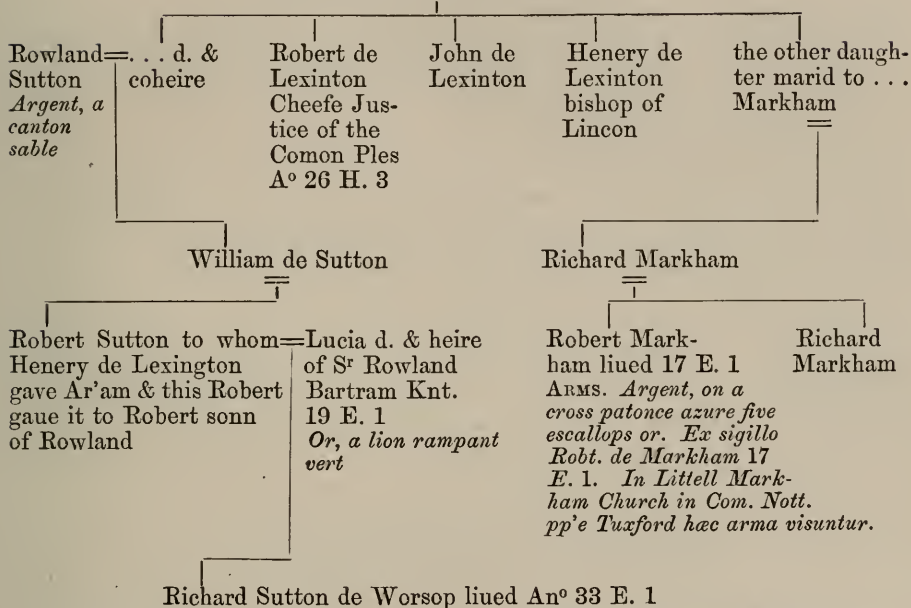 Rowland=. . . d. &
Sutton coheire
Argent, a
canton
sable
Robert de
Lexinton
Cheefe Jus-
tice of the
Comon Ples
Aº 26 H. 3
John de
Lexinton
Henery de
Lexinton
bishop of
Lincon
the other daugh-
ter marid to . . .
Markham
William de Sutton
Richard Markham
Robert Sutton to whom=
Henery de Lexington
gave Ar'am & this Robert
gaue it to Robert sonn
of Rowland
Lucia d. & heire
of Sʳ Rowland
Bartram Knt.
19 E. 1
Or, a lion rampant
vert
Robert Mark-
ham liued 17 E. 1
ARMS. Argent, on a
cross patonce azure five
escallops or. Ex sigillo
Robt. de Markham 17
E. 1. In Littell Mark-
ham Church in Com. Nott.
pp'e Tuxford hæc arma visuntur.
Richard
Markham
Richard Sutton de Worsop liued Anº 33 E. 1